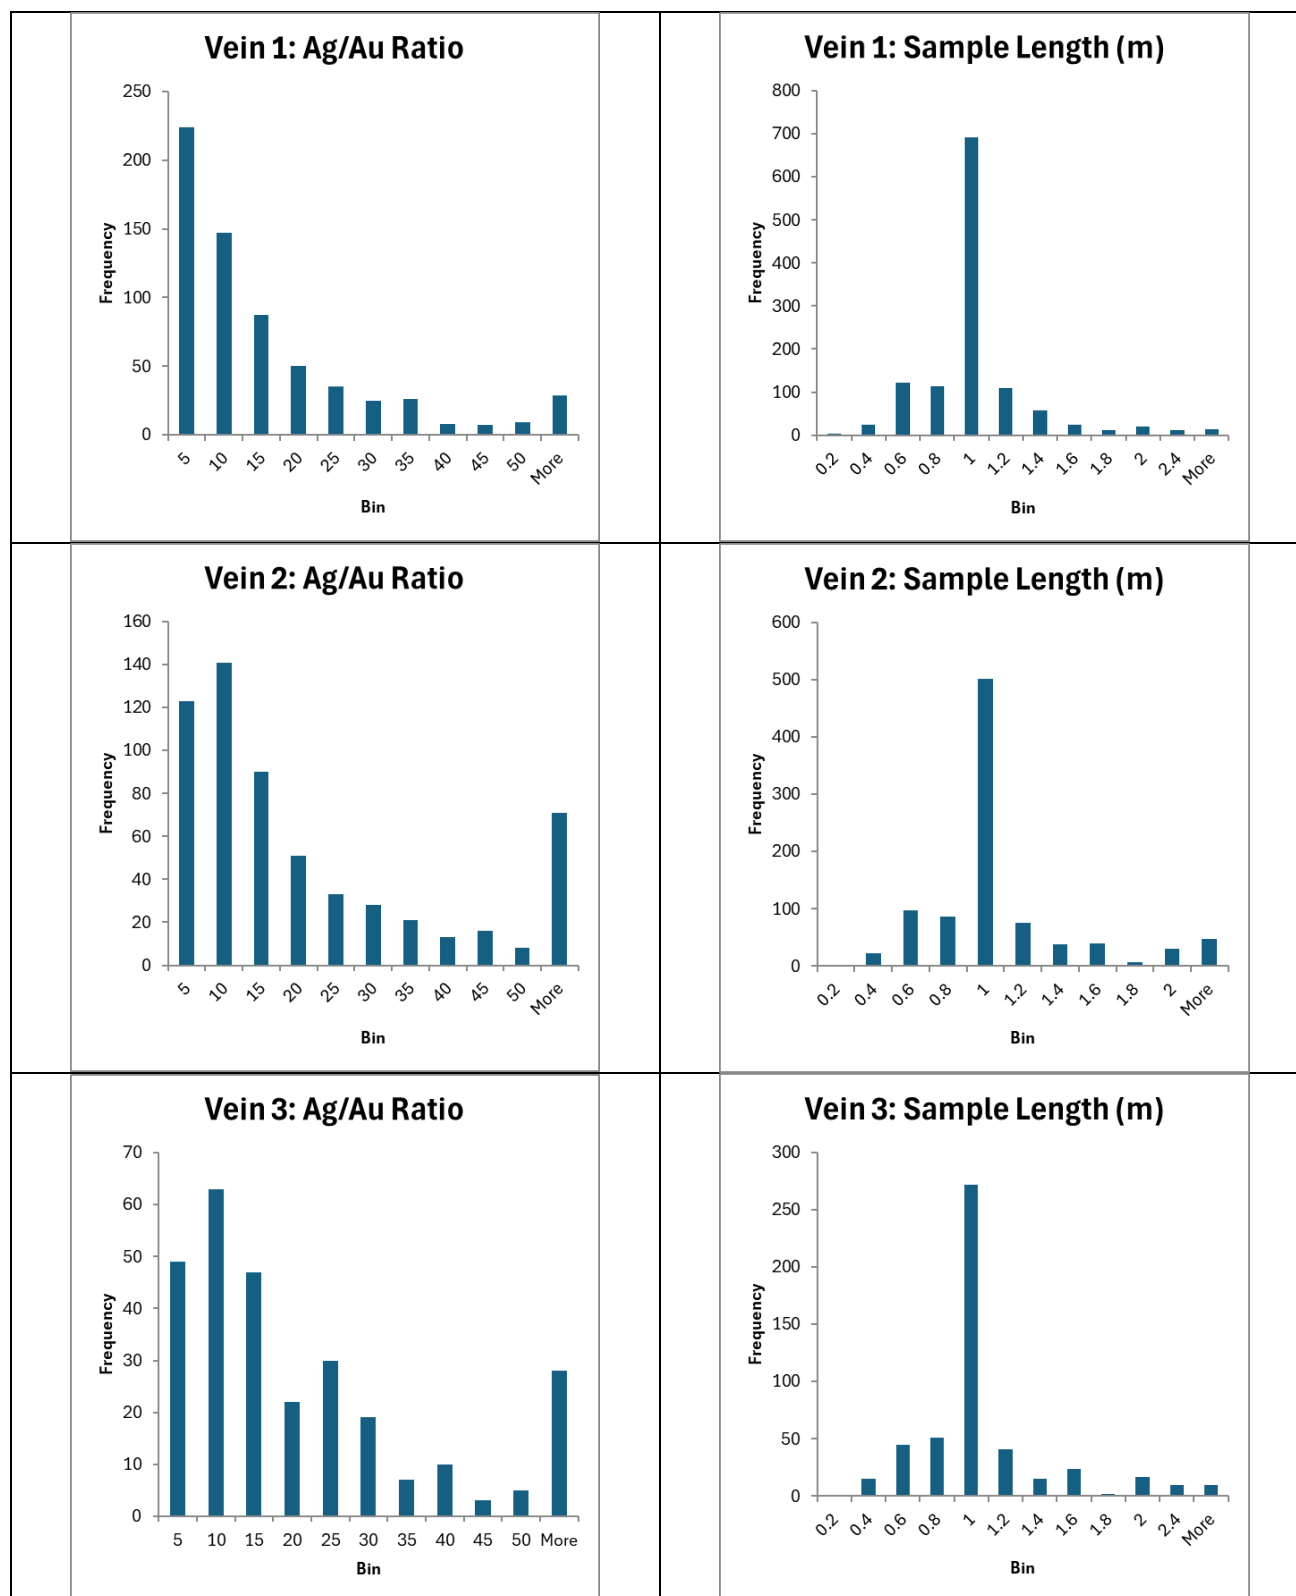 Vein 1: Ag/Au Ratio
250
200
150
100
50
0
Frequency
5 10 15 20 25 30 35 40 45 50 More
Bin
Vein 1: Sample Length (m)
800
700
600
500
400
300
200
100
0
Frequency
0.2 0.4 0.6 0.8 1 1.2 1.4 1.6 1.8 2 2.4 More
Bin
Vein 2: Ag/Au Ratio
160
140
120
100
80
60
40
20
0
Frequency
5 10 15 20 25 30 35 40 45 50 More
Bin
Vein 2: Sample Length (m)
600
500
400
300
200
100
0
Frequency
0.2 0.4 0.6 0.8 1 1.2 1.4 1.6 1.8 2 More
Bin
Vein 3: Ag/Au Ratio
70
60
50
40
30
20
10
0
Frequency
5 10 15 20 25 30 35 40 45 50 More
Bin
Vein 3: Sample Length (m)
300
250
200
150
100
50
0
Frequency
0.2 0.4 0.6 0.8 1 1.2 1.4 1.6 1.8 2 2.4 More
Bin